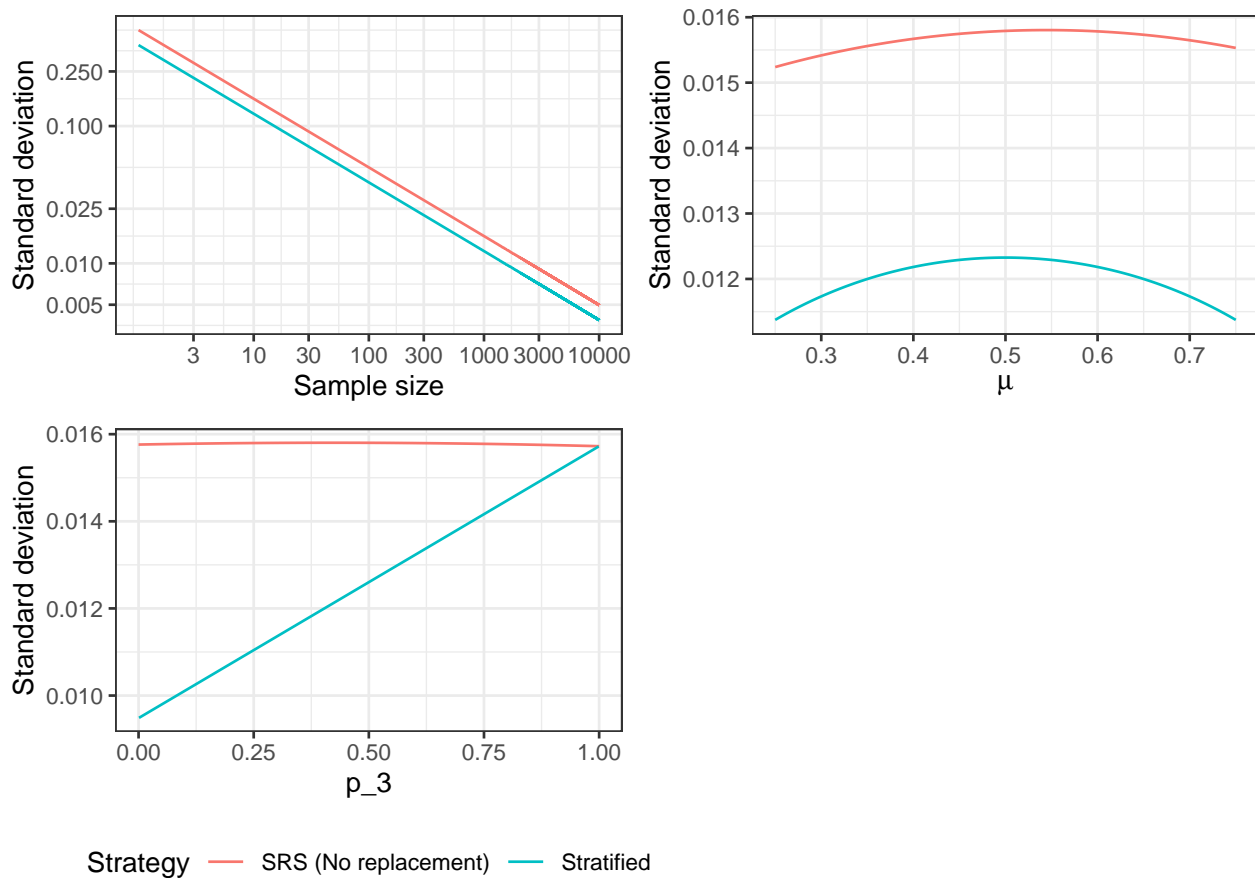 Standard deviation
0.250
0.100
0.025
0.010
0.005
3 10 30 100 300 1000 3000 10000
Sample size
Standard deviation
0.016
0.015
0.014
0.013
0.012
0.3 0.4 0.5 0.6 0.7
μ
Standard deviation
0.016
0.014
0.012
0.010
0.00 0.25 0.50 0.75 1.00
p_3
Strategy SRS (No replacement) Stratified